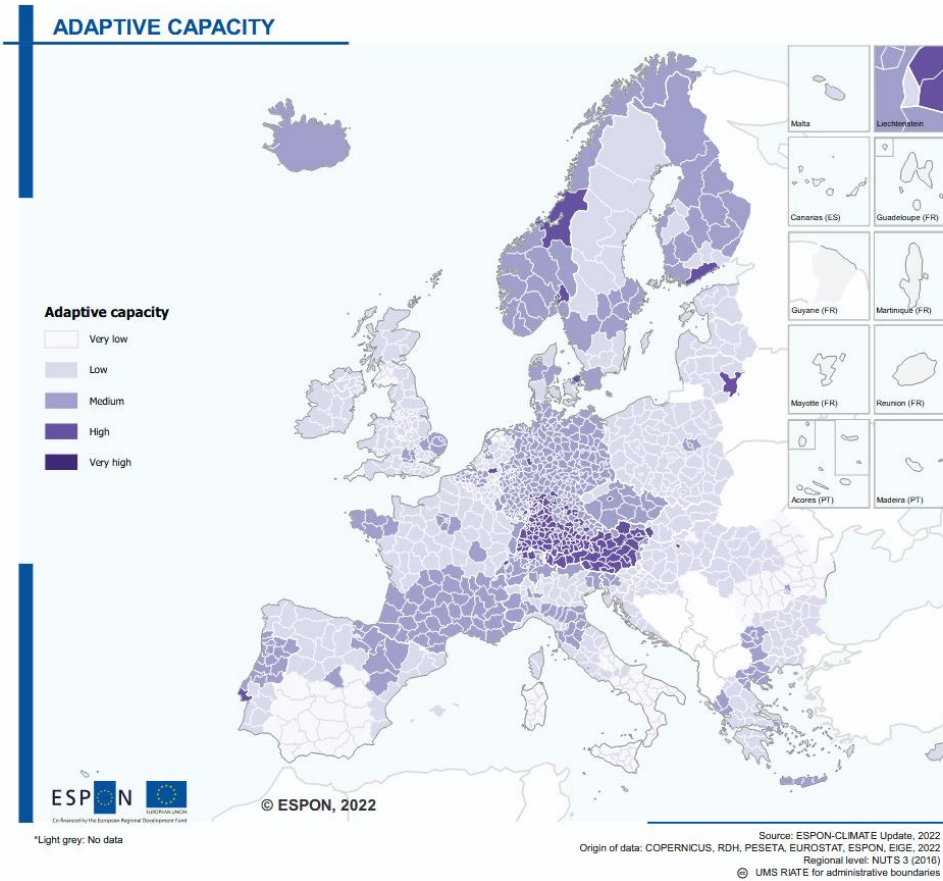 ADAPTIVE CAPACITY
Malta
Liechtenstein
Canarias (ES)
Guadeloupe (FR)
Guyane (FR)
Martinique (FR)
Mayotte (FR)
Reunion (FR)
Acores (PT)
Madeira (PT)
Adaptive capacity
Very low
Low
Medium
High
Very high
ESPON
EUROPEAN UNION
Co-financed by the European Regional Development Fund
© ESPON, 2022
*Light grey: No data
Source: ESPON-CLIMATE Update, 2022
Origin of data: COPERNICUS, RDH, PESETA, EUROSTAT, ESPON, EIGE, 2022
Regional level: NUTS 3 (2016)
UMS RIATE for administrative boundaries